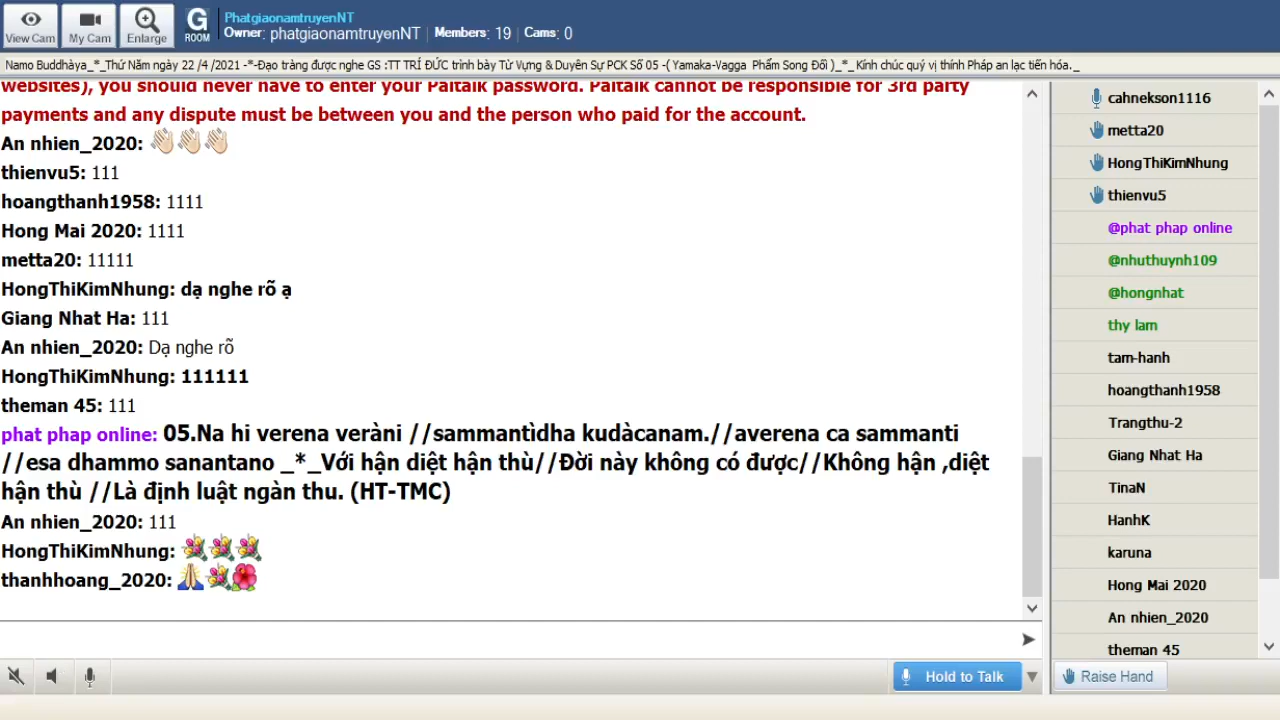 View Cam
My Cam
Enlarge
G
ROOM
PhatgiaonamtruyenNT
Owner: phatgiaonamtruyenNT | Members: 19 | Cams: 0
Namo Buddhàya_*_Thứ Năm ngày 22 /4 /2021 -*-Đạo tràng được nghe GS :TT TRÍ ĐỨC trình bày Từ Vựng & Duyên Sự PCK Số 05 -( Yamaka-Vagga Phẩm Song Đối )_*_ Kính chúc quý vị thính Pháp an lạc tiến hóa._
websites), you should never have to enter your Paltalk password. Paltalk cannot be responsible for 3rd party
payments and any dispute must be between you and the person who paid for the account.
An nhien_2020: 👏🏻👏🏻👏🏻
thienvu5: 111
hoangthanh1958: 1111
Hong Mai 2020: 1111
metta20: 11111
HongThiKimNhung: dạ nghe rõ ạ
Giang Nhat Ha: 111
An nhien_2020: Dạ nghe rõ
HongThiKimNhung: 111111
theman 45: 111
phat phap online: 05.Na hi verena veràni //sammantìdha kudàcanam.//averena ca sammanti
//esa dhammo sanantano _*_Với hận diệt hận thù//Đời này không có được//Không hận ,diệt
hận thù //Là định luật ngàn thu. (HT-TMC)
An nhien_2020: 111
HongThiKimNhung: 💐💐💐
thanhhoang_2020: 🙏💐🌺
Hold to Talk
cahnekson1116
metta20
HongThiKimNhung
thienvu5
@phat phap online
@nhuthuynh109
@hongnhat
thy lam
tam-hanh
hoangthanh1958
Trangthu-2
Giang Nhat Ha
TinaN
HanhK
karuna
Hong Mai 2020
An nhien_2020
theman 45
Raise Hand